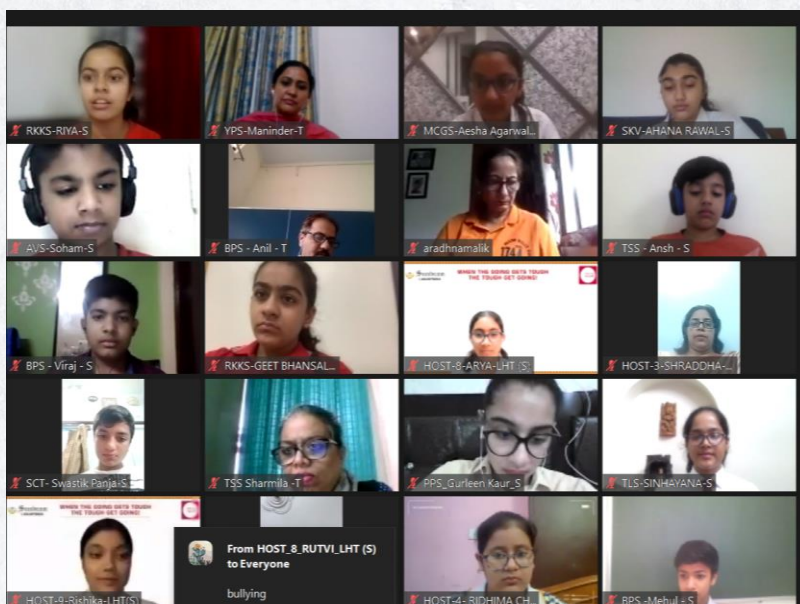 RKKS-RIYA-S
YPS-Maninder-T
MCGS-Aesha Agarwal...
SKV-AHANA RAWAL-S
AVS-Soham-S
BPS - Anil - T
aradhnamalik
1747
TSS - Ansh - S
BPS - Viraj - S
RKKS-GEET BHANSAL...
WHEN THE GOING GETS TOUGH
THE TOUGH GET GOING!
HOST-8-ARYA-LHT (S)
HOST-3-SHRADDHA-...
SCT- Swastik Panja-S
TSS Sharmila -T
PPS_Gurleen Kaur_S
TLS-SINHAYANA-S
WHEN THE GOING GETS TOUGH
THE TOUGH GET GOING!
HOST-9-Rishika-LHT(S)
From HOST_8_RUTVI_LHT (S)
to Everyone
bullying
HOST-4- RIDHIMA CH...
BPS -Mehul - S